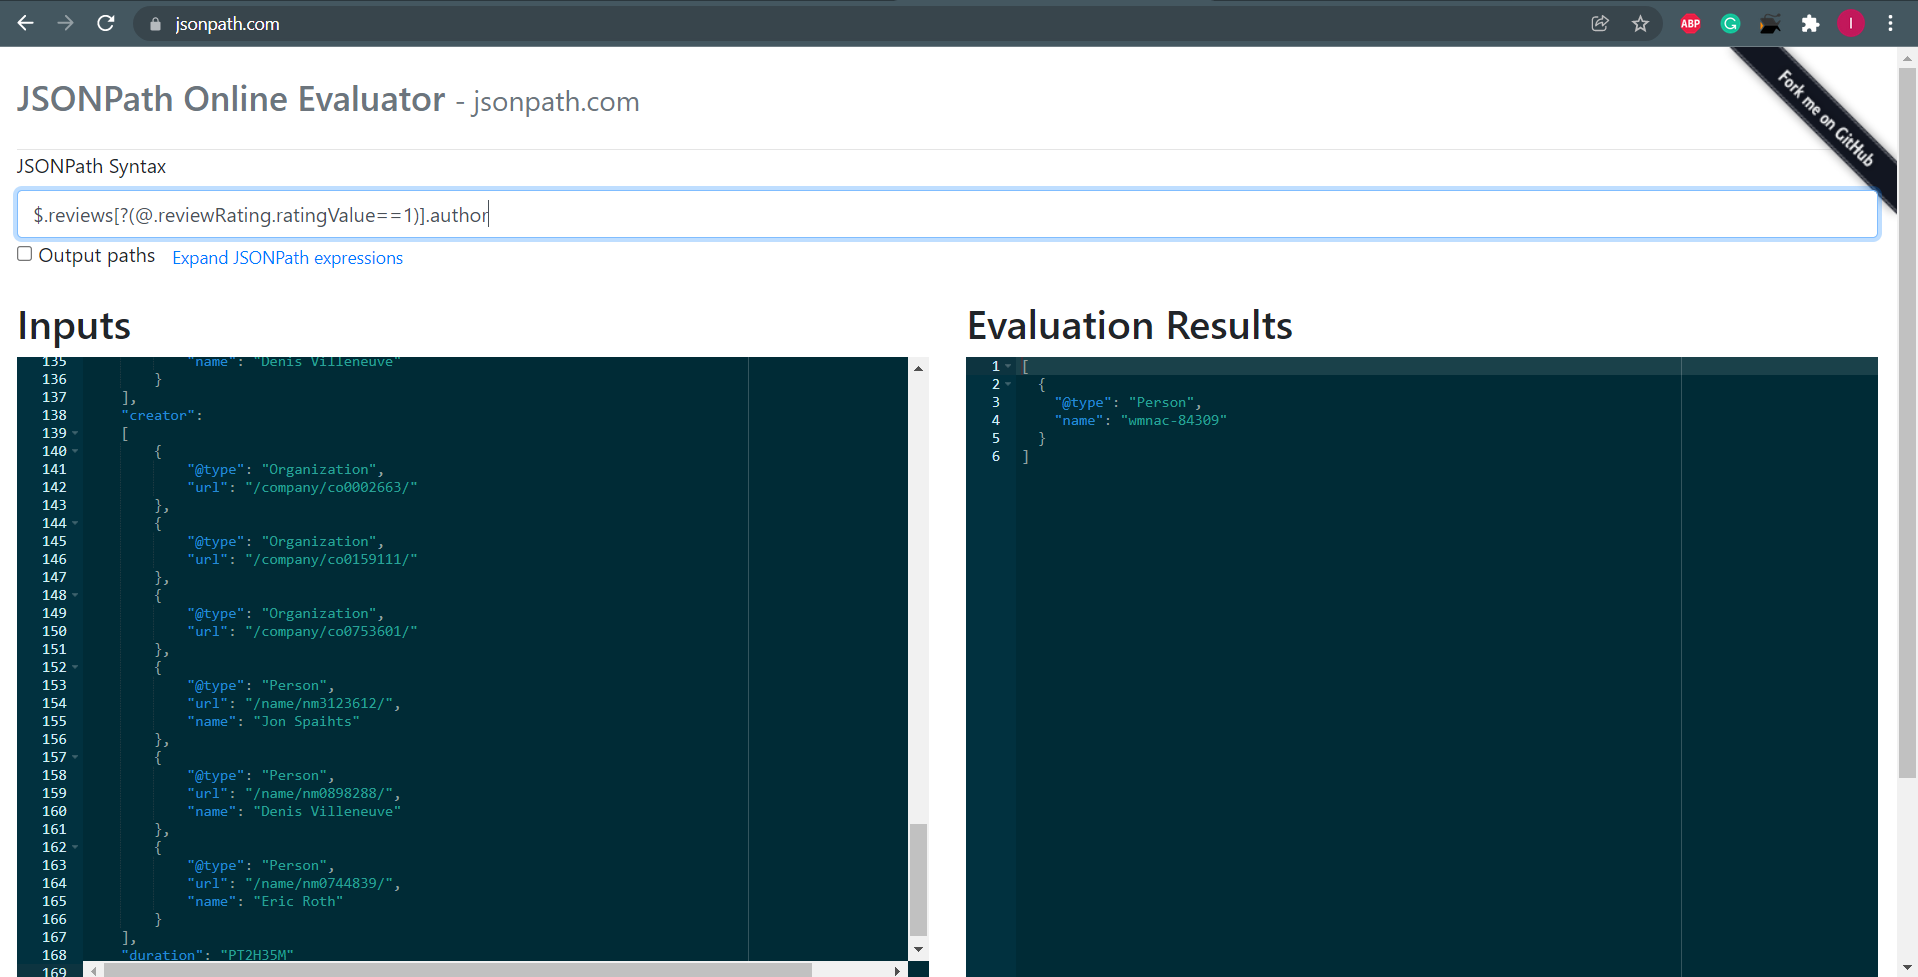 jsonpath.com
ABP
G
I
Fork me on GitHub
JSONPath Online Evaluator - jsonpath.com
JSONPath Syntax
$.reviews[?(@.reviewRating.ratingValue==1)].author
Output paths Expand JSONPath expressions
Inputs
135 "name": "Denis Villeneuve"
136 }
137 ],
138 "creator":
139 [
140 {
141 "@type": "Organization",
142 "url": "/company/co0002663/"
143 },
144 {
145 "@type": "Organization",
146 "url": "/company/co0159111/"
147 },
148 {
149 "@type": "Organization",
150 "url": "/company/co0753601/"
151 },
152 {
153 "@type": "Person",
154 "url": "/name/nm3123612/",
155 "name": "Jon Spaihts"
156 },
157 {
158 "@type": "Person",
159 "url": "/name/nm0898288/",
160 "name": "Denis Villeneuve"
161 },
162 {
163 "@type": "Person",
164 "url": "/name/nm0744839/",
165 "name": "Eric Roth"
166 }
167 ],
168 "duration": "PT2H35M"
169
Evaluation Results
1 [
2 {
3 "@type": "Person",
4 "name": "wmnac-84309"
5 }
6 ]